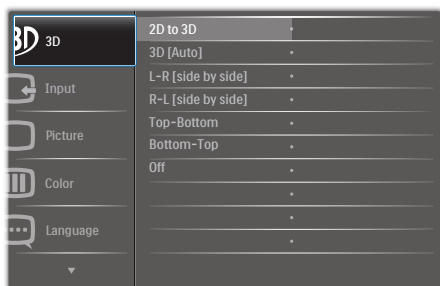 3D 3D
Input
Picture
Color
Language
2D to 3D
3D [Auto]
L-R [side by side]
R-L [side by side]
Top-Bottom
Bottom-Top
Off